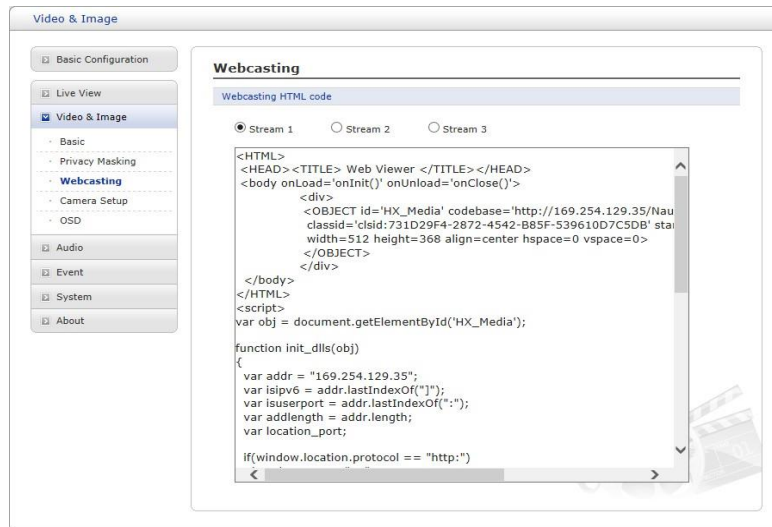 Video & Image
Basic Configuration
Live View
Video & Image
Basic
Privacy Masking
Webcasting
Camera Setup
OSD
Audio
Event
System
About
Webcasting
Webcasting HTML code
Stream 1 Stream 2 Stream 3
<HTML>
<HEAD><TITLE> Web Viewer </TITLE></HEAD>
<body onLoad='onInit()' onUnload='onClose()'>
<div>
<OBJECT id='HX_Media' codebase='http://169.254.129.35/Nau
classid='clsid:731D29F4-2872-4542-B85F-539610D7C5DB' sta
width=512 height=368 align=center hspace=0 vspace=0>
</OBJECT>
</div>
</body>
</HTML>
<script>
var obj = document.getElementById('HX_Media');
function init_dlls(obj)
{
var addr = "169.254.129.35";
var isipv6 = addr.lastIndexOf("]");
var isuserport = addr.lastIndexOf(":");
var addlength = addr.length;
var location_port;
if(window.location.protocol == "http:")